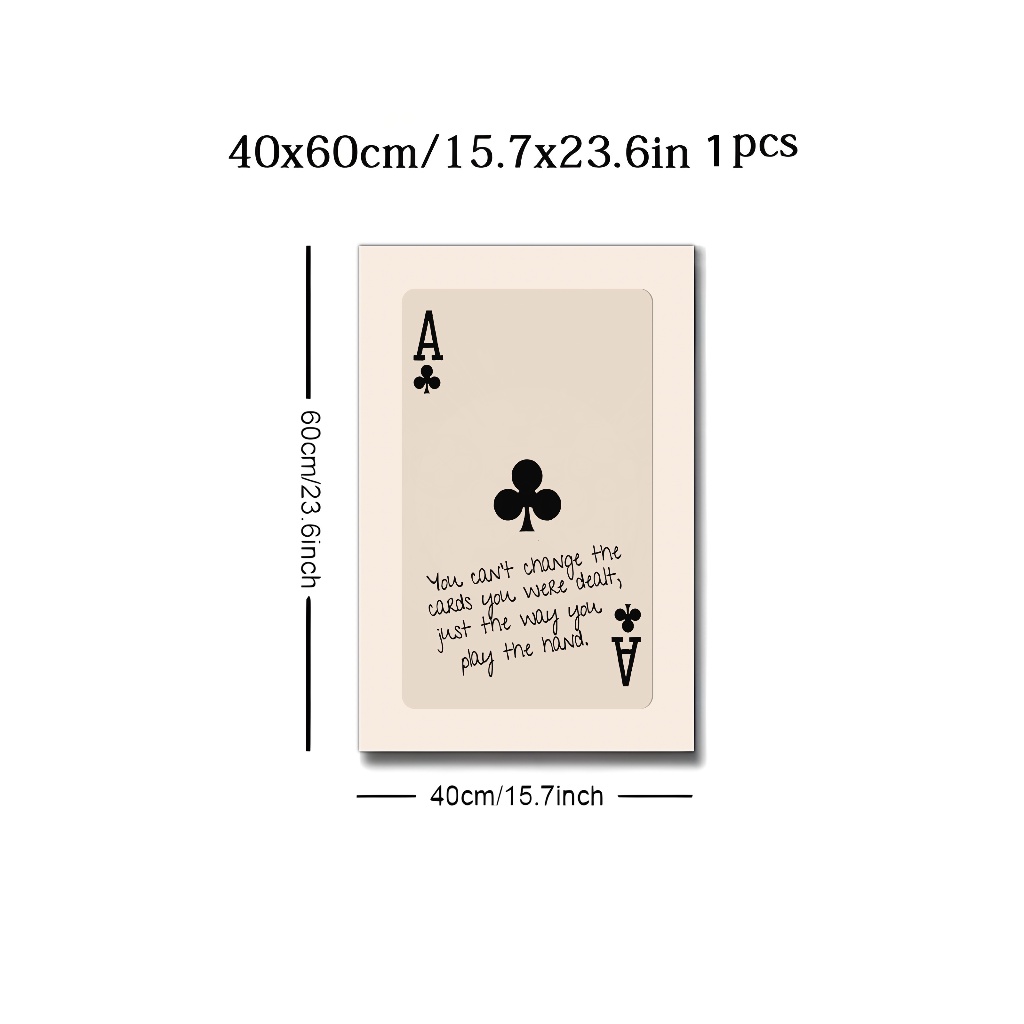 40x60cm/15.7x23.6in 1pcs
60cm/23.6inch
A
You can't change the
cards you were dealt,
just the way you
play the hand.
A
40cm/15.7inch